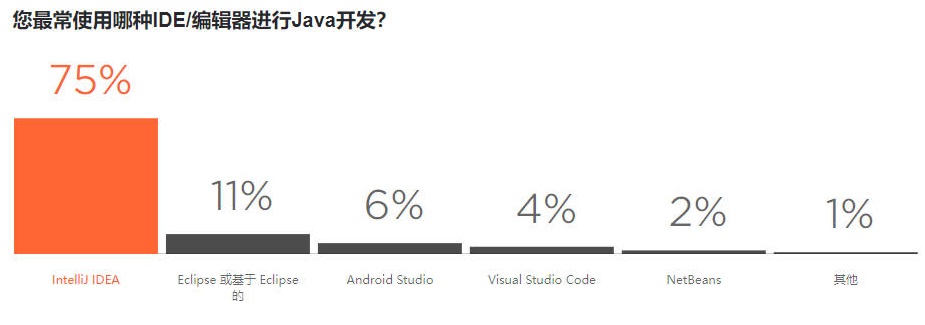 您最常使用哪种IDE/编辑器进行Java开发?
75%
11%
6%
4%
2%
1%
IntelliJ IDEA
Eclipse 或基于 Eclipse
的
Android Studio
Visual Studio Code
NetBeans
其他